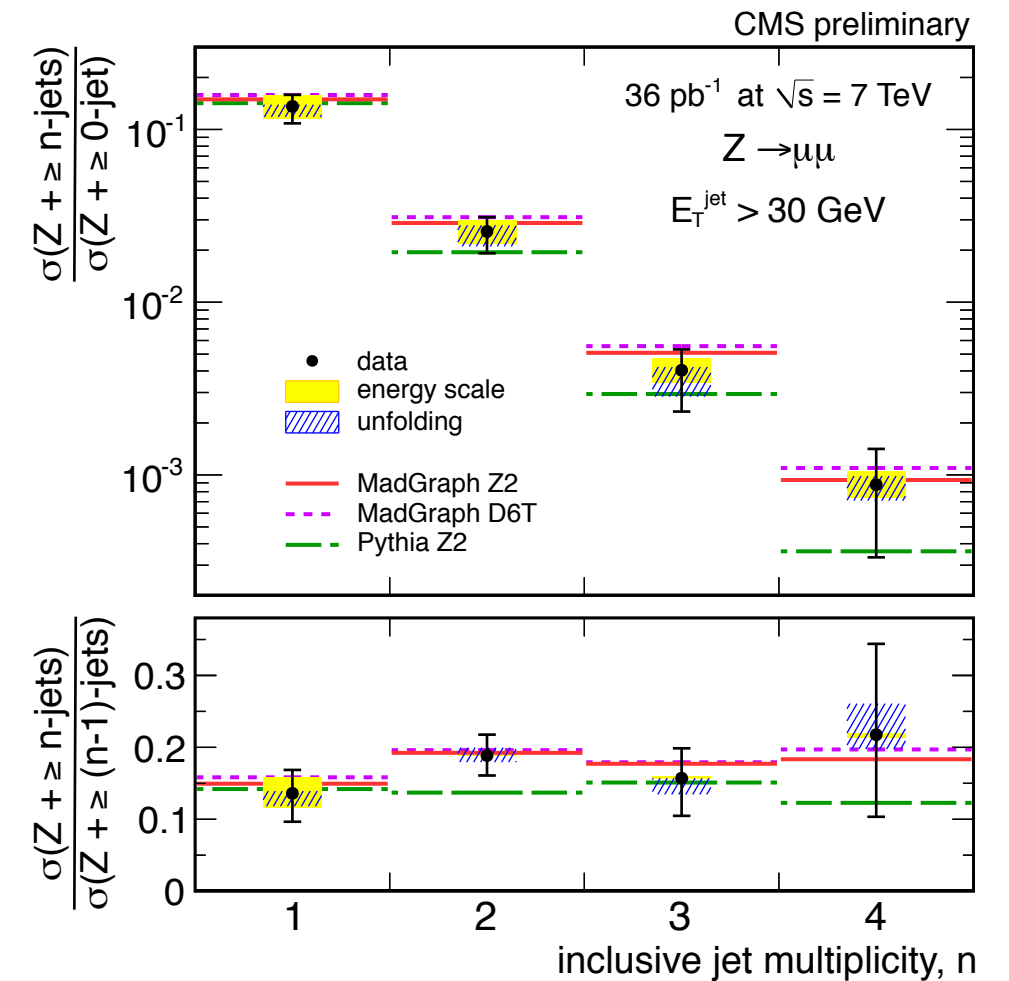 CMS preliminary
σ(Z + ≥ n-jets)
σ(Z + ≥ 0-jet)
36 pb⁻¹ at √s = 7 TeV
Z →μμ
E_T^jet > 30 GeV
10⁻¹
10⁻²
10⁻³
data
energy scale
unfolding
MadGraph Z2
MadGraph D6T
Pythia Z2
σ(Z + ≥ n-jets)
σ(Z + ≥ (n-1)-jets)
0.3
0.2
0.1
0
1 2 3 4
inclusive jet multiplicity, n